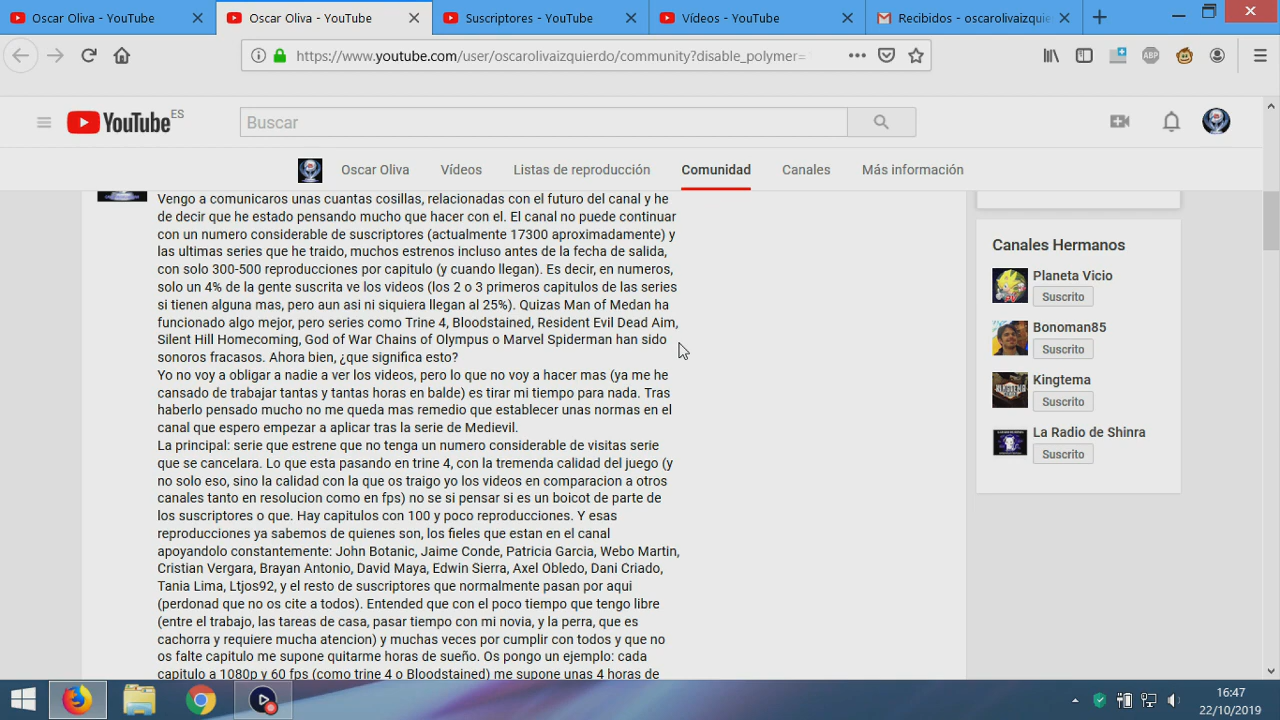 Oscar Oliva - YouTube
Oscar Oliva - YouTube
Suscriptores - YouTube
Vídeos - YouTube
Recibidos - oscarolivaizquie
https://www.youtube.com/user/oscarolivaizquierdo/community?disable_polymer=
ABP
YouTube ES
Buscar
Oscar Oliva
Vídeos
Listas de reproducción
Comunidad
Canales
Más información
Vengo a comunicaros unas cuantas cosillas, relacionadas con el futuro del canal y he
de decir que he estado pensando mucho que hacer con el. El canal no puede continuar
con un numero considerable de suscriptores (actualmente 17300 aproximadamente) y
las ultimas series que he traido, muchos estrenos incluso antes de la fecha de salida,
con solo 300-500 reproducciones por capitulo (y cuando llegan). Es decir, en numeros,
solo un 4% de la gente suscrita ve los videos (los 2 o 3 primeros capitulos de las series
si tienen alguna mas, pero aun asi ni siquiera llegan al 25%). Quizas Man of Medan ha
funcionado algo mejor, pero series como Trine 4, Bloodstained, Resident Evil Dead Aim,
Silent Hill Homecoming, God of War Chains of Olympus o Marvel Spiderman han sido
sonoros fracasos. Ahora bien, ¿que significa esto?
Yo no voy a obligar a nadie a ver los videos, pero lo que no voy a hacer mas (ya me he
cansado de trabajar tantas y tantas horas en balde) es tirar mi tiempo para nada. Tras
haberlo pensado mucho no me queda mas remedio que establecer unas normas en el
canal que espero empezar a aplicar tras la serie de Medievil.
La principal: serie que estrene que no tenga un numero considerable de visitas serie
que se cancelara. Lo que esta pasando en trine 4, con la tremenda calidad del juego (y
no solo eso, sino la calidad con la que os traigo yo los videos en comparacion a otros
canales tanto en resolucion como en fps) no se si pensar si es un boicot de parte de
los suscriptores o que. Hay capitulos con 100 y poco reproducciones. Y esas
reproducciones ya sabemos de quienes son, los fieles que estan en el canal
apoyandolo constantemente: John Botanic, Jaime Conde, Patricia Garcia, Webo Martin,
Cristian Vergara, Brayan Antonio, David Maya, Edwin Sierra, Axel Obledo, Dani Criado,
Tania Lima, Ltjos92, y el resto de suscriptores que normalmente pasan por aqui
(perdonad que no os cite a todos). Entended que con el poco tiempo que tengo libre
(entre el trabajo, las tareas de casa, pasar tiempo con mi novia, y la perra, que es
cachorra y requiere mucha atencion) y muchas veces por cumplir con todos y que no
os falte capitulo me supone quitarme horas de sueño. Os pongo un ejemplo: cada
capitulo a 1080p y 60 fps (como trine 4 o Bloodstained) me supone unas 4 horas de
Canales Hermanos
Planeta Vicio
Suscrito
Bonoman85
Suscrito
Kingtema
Suscrito
La Radio de Shinra
Suscrito
16:47
22/10/2019